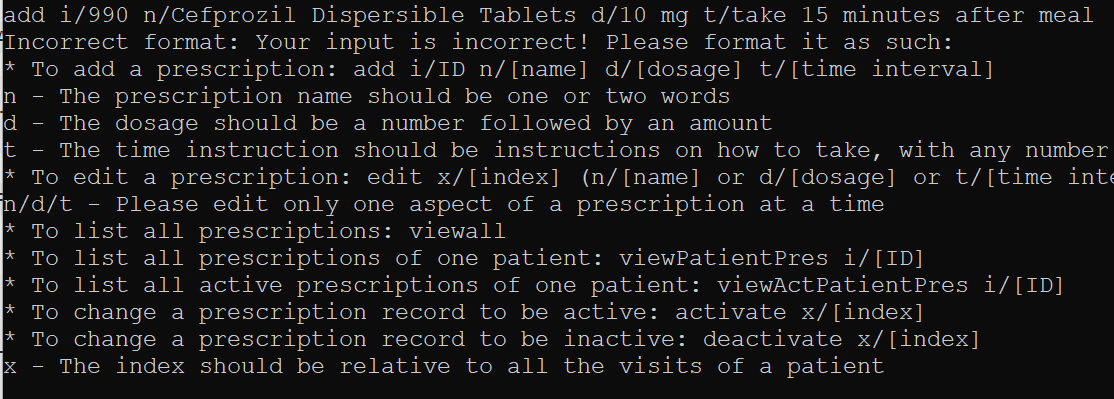 add i/990 n/Cefprozil Dispersible Tablets d/10 mg t/take 15 minutes after meal
Incorrect format: Your input is incorrect! Please format it as such:
* To add a prescription: add i/ID n/[name] d/[dosage] t/[time interval]
n - The prescription name should be one or two words
d - The dosage should be a number followed by an amount
t - The time instruction should be instructions on how to take, with any number
* To edit a prescription: edit x/[index] (n/[name] or d/[dosage] or t/[time inte
n/d/t - Please edit only one aspect of a prescription at a time
* To list all prescriptions: viewall
* To list all prescriptions of one patient: viewPatientPres i/[ID]
* To list all active prescriptions of one patient: viewActPatientPres i/[ID]
* To change a prescription record to be active: activate x/[index]
* To change a prescription record to be inactive: deactivate x/[index]
x - The index should be relative to all the visits of a patient